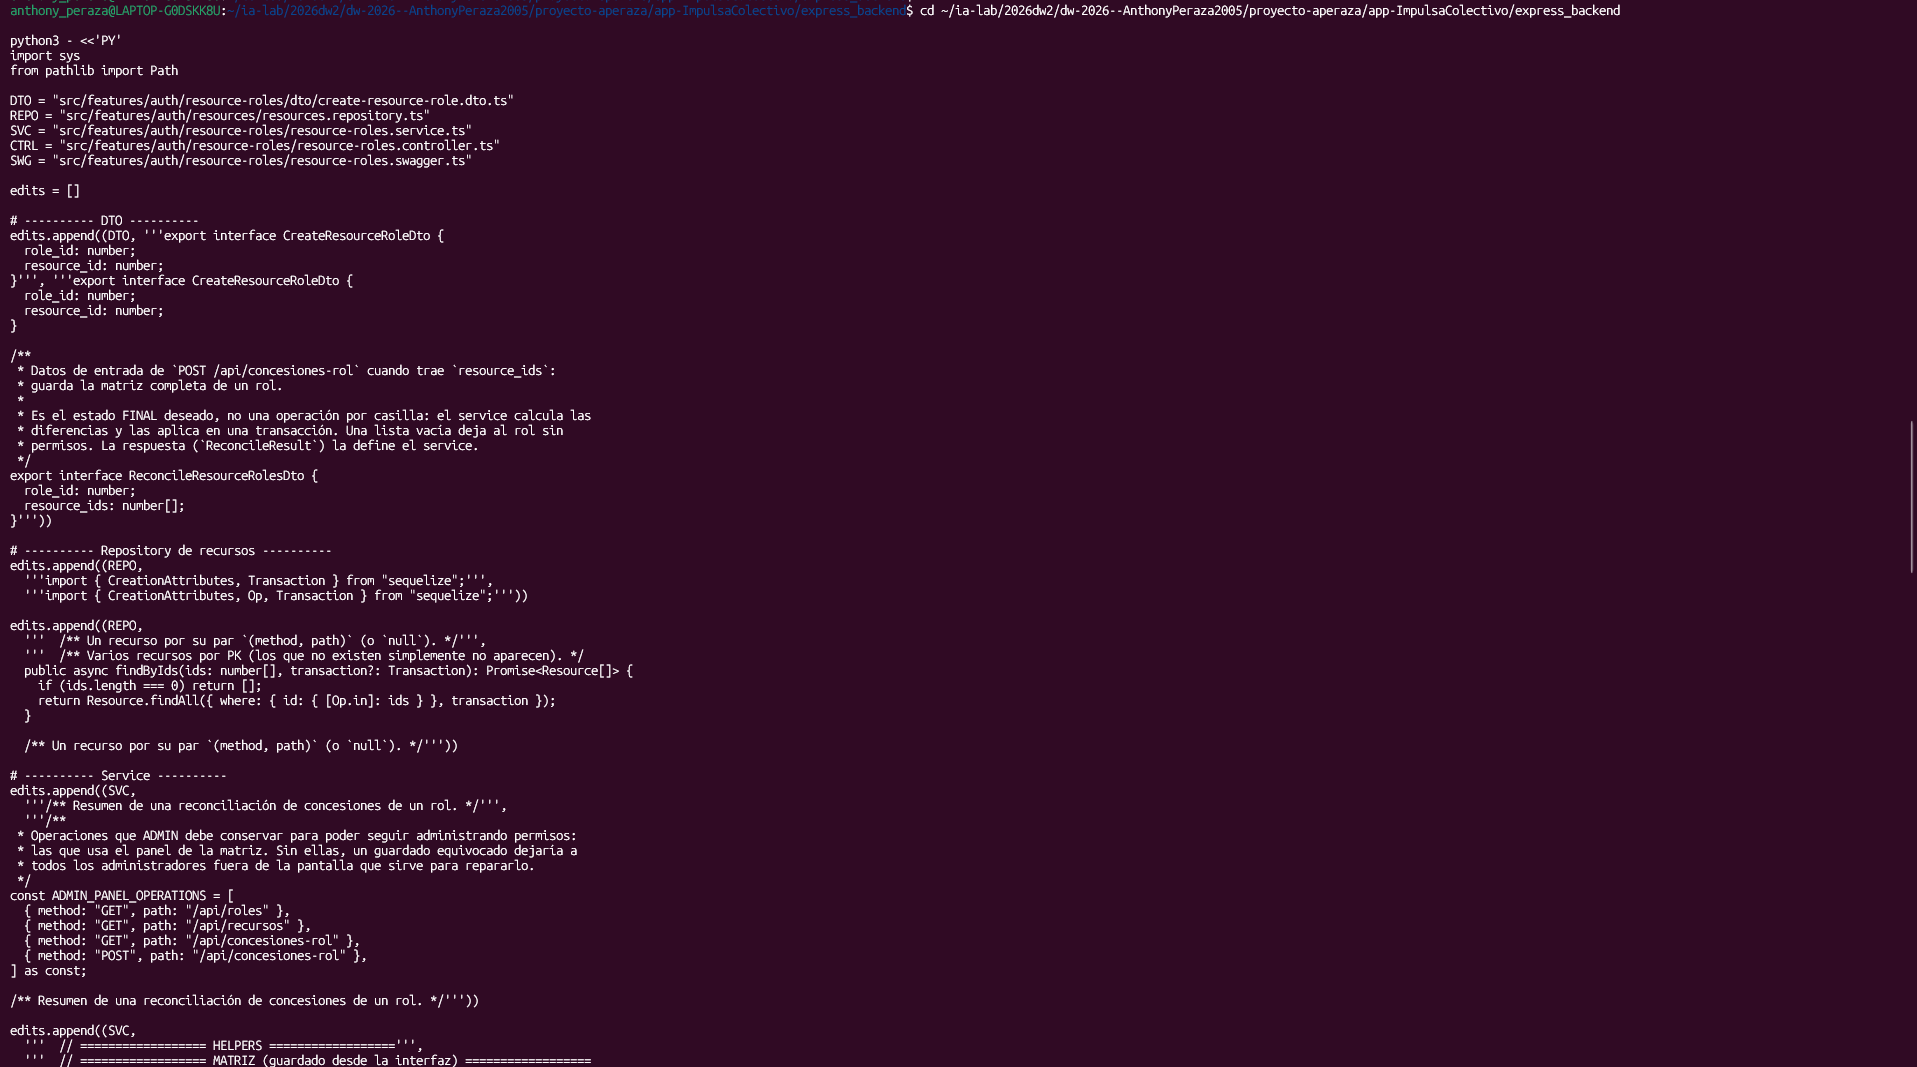 anthony_peraza@LAPTOP-G0DSKK8U:~/ia-lab/2026dw2/dw-2026--AnthonyPeraza2005/proyecto-aperaza/app-ImpulsaColectivo/express_backend$ cd ~/ia-lab/2026dw2/dw-2026--AnthonyPeraza2005/proyecto-aperaza/app-ImpulsaColectivo/express_backend

python3 - <<'PY'
import sys
from pathlib import Path

DTO = "src/features/auth/resource-roles/dto/create-resource-role.dto.ts"
REPO = "src/features/auth/resources/resources.repository.ts"
SVC = "src/features/auth/resource-roles/resource-roles.service.ts"
CTRL = "src/features/auth/resource-roles/resource-roles.controller.ts"
SWG = "src/features/auth/resource-roles/resource-roles.swagger.ts"

edits = []

# ---------- DTO ----------
edits.append((DTO, '''export interface CreateResourceRoleDto {
  role_id: number;
  resource_id: number;
}''', '''export interface CreateResourceRoleDto {
  role_id: number;
  resource_id: number;
}

/**
 * Datos de entrada de `POST /api/concesiones-rol` cuando trae `resource_ids`:
 * guarda la matriz completa de un rol.
 *
 * Es el estado FINAL deseado, no una operación por casilla: el service calcula las
 * diferencias y las aplica en una transacción. Una lista vacía deja al rol sin
 * permisos. La respuesta (`ReconcileResult`) la define el service.
 */
export interface ReconcileResourceRolesDto {
  role_id: number;
  resource_ids: number[];
}'''))

# ---------- Repository de recursos ----------
edits.append((REPO,
  '''import { CreationAttributes, Transaction } from "sequelize";''',
  '''import { CreationAttributes, Op, Transaction } from "sequelize";'''))

edits.append((REPO,
  '''  /** Un recurso por su par `(method, path)` (o `null`). */''',
  '''  /** Varios recursos por PK (los que no existen simplemente no aparecen). */
  public async findByIds(ids: number[], transaction?: Transaction): Promise<Resource[]> {
    if (ids.length === 0) return [];
    return Resource.findAll({ where: { id: { [Op.in]: ids } }, transaction });
  }

  /** Un recurso por su par `(method, path)` (o `null`). */'''))

# ---------- Service ----------
edits.append((SVC,
  '''/** Resumen de una reconciliación de concesiones de un rol. */''',
  '''/**
 * Operaciones que ADMIN debe conservar para poder seguir administrando permisos:
 * las que usa el panel de la matriz. Sin ellas, un guardado equivocado dejaría a
 * todos los administradores fuera de la pantalla que sirve para repararlo.
 */
const ADMIN_PANEL_OPERATIONS = [
  { method: "GET", path: "/api/roles" },
  { method: "GET", path: "/api/recursos" },
  { method: "GET", path: "/api/concesiones-rol" },
  { method: "POST", path: "/api/concesiones-rol" },
] as const;

/** Resumen de una reconciliación de concesiones de un rol. */'''))

edits.append((SVC,
  '''  // ================== HELPERS ==================''',
  '''  // ================== MATRIZ (guardado desde la interfaz) ==================